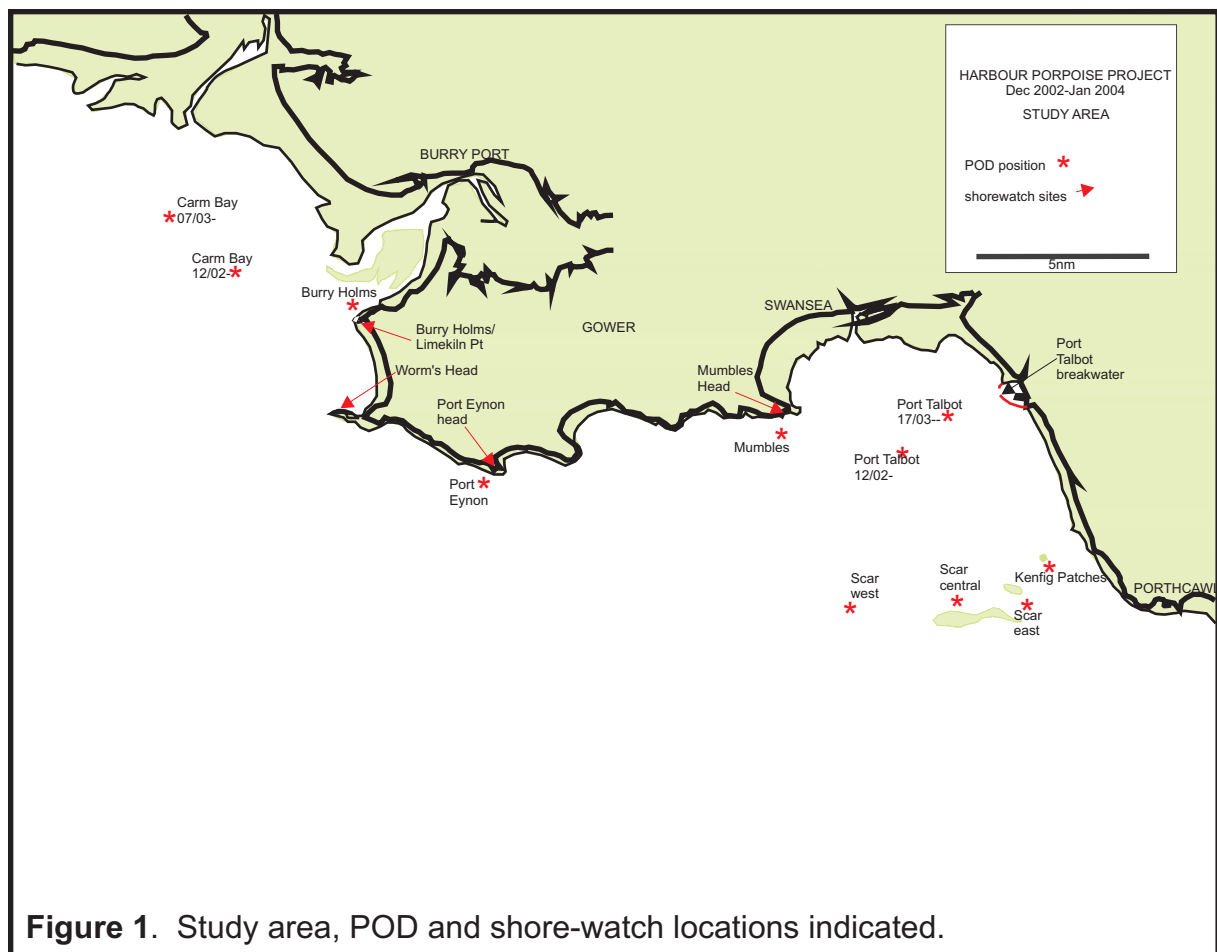 HARBOUR PORPOISE PROJECT
Dec 2002-Jan 2004
STUDY AREA
POD position
shorewatch sites
5nm
BURRY PORT
Carm Bay
07/03-
Carm Bay
12/02-
Burry Holms
Burry Holms/
Limekiln Pt
GOWER
SWANSEA
Worm's Head
Port Eynon
head
Mumbles
Head
Port
Talbot
breakwater
Port Talbot
17/03--
Mumbles
Port Talbot
12/02-
Port
Eynon
Scar
west
Scar
central
Kenfig Patches
Scar
east
PORTHCAWL
Figure 1. Study area, POD and shore-watch locations indicated.